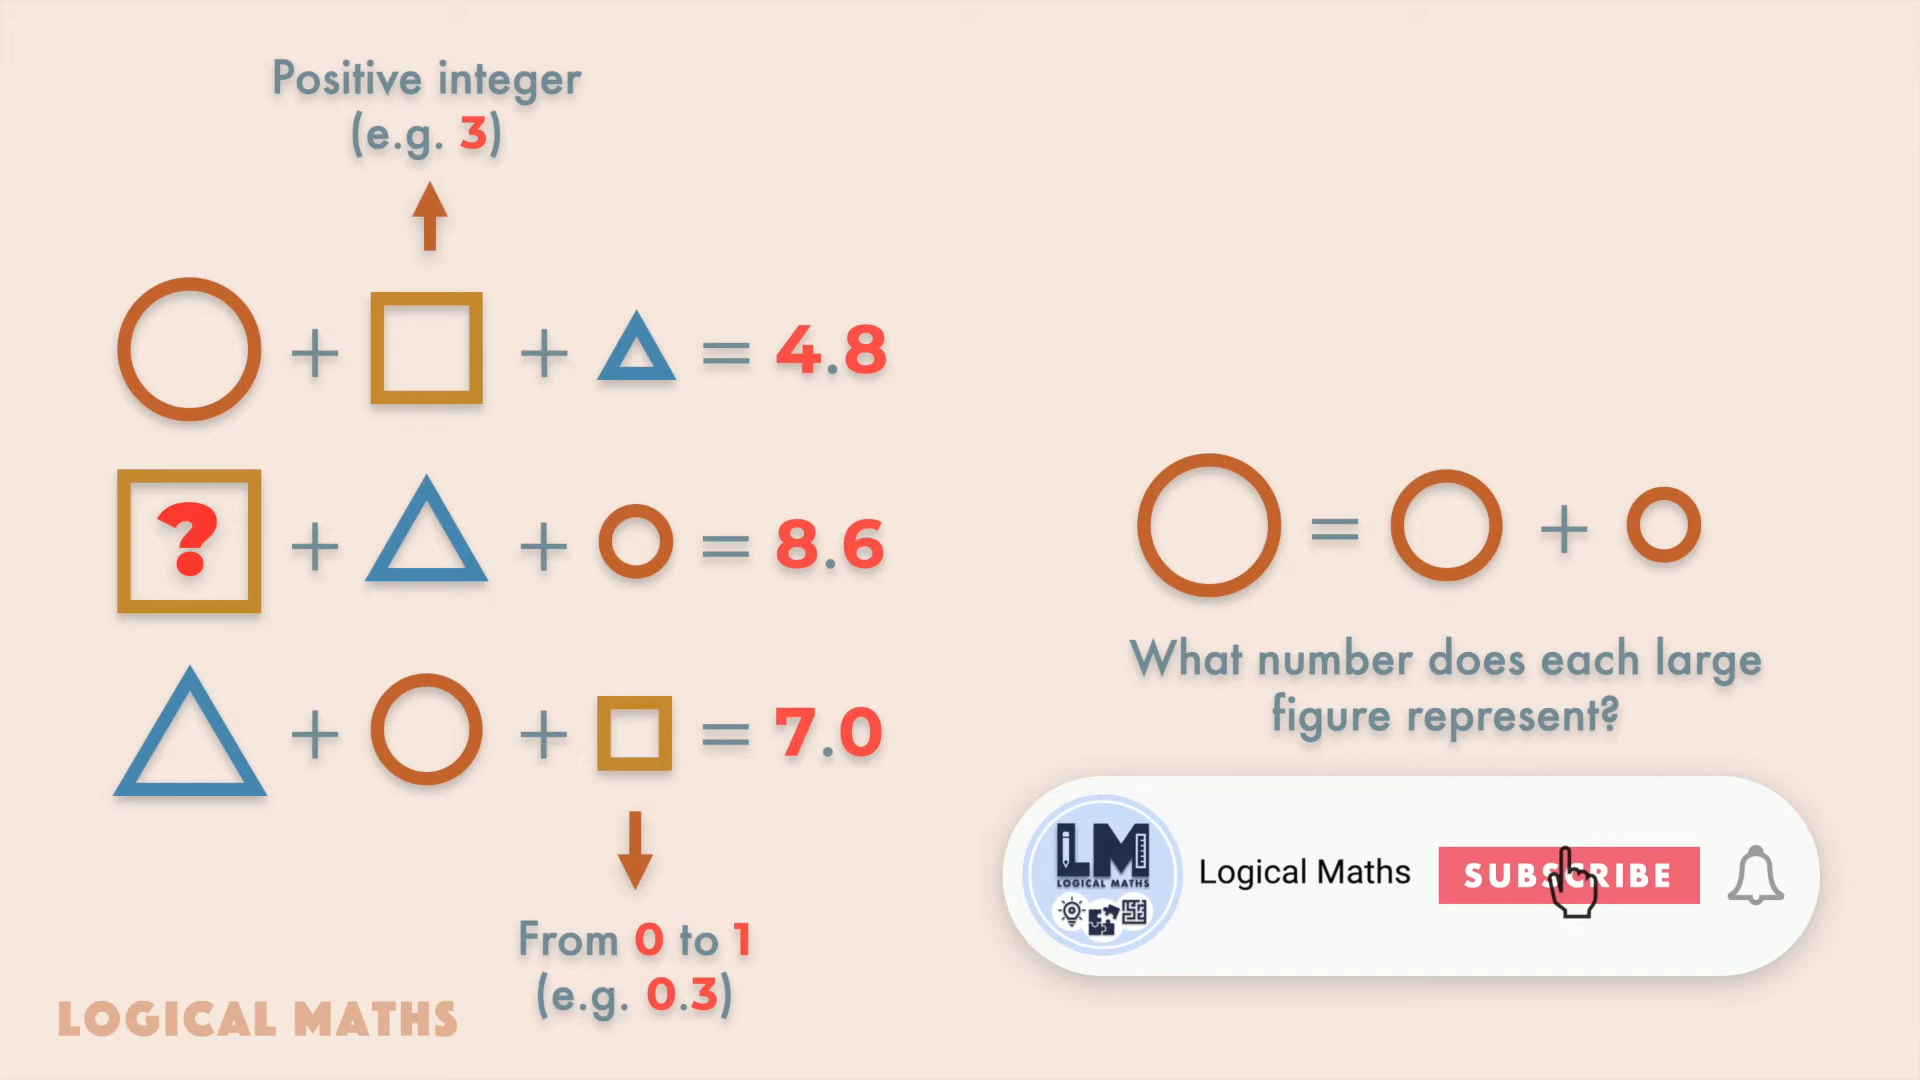 Positive integer
(e.g. 3)
+ + = 4.8
? + + = 8.6
+ + = 7.0
From 0 to 1
(e.g. 0.3)
= +
What number does each large
figure represent?
LM
LOGICAL MATHS
Logical Maths
SUBSCRIBE
LOGICAL MATHS